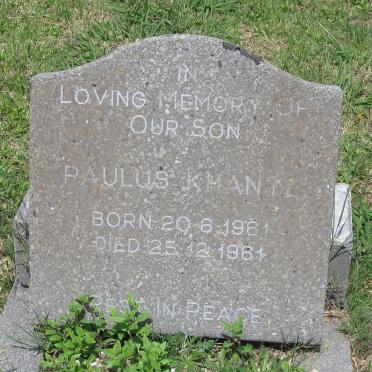 IN
LOVING MEMORY OF
OUR SON
PAULUS KHANYE
BORN 20.6.1961
DIED 25.12.1961
REST IN PEACE